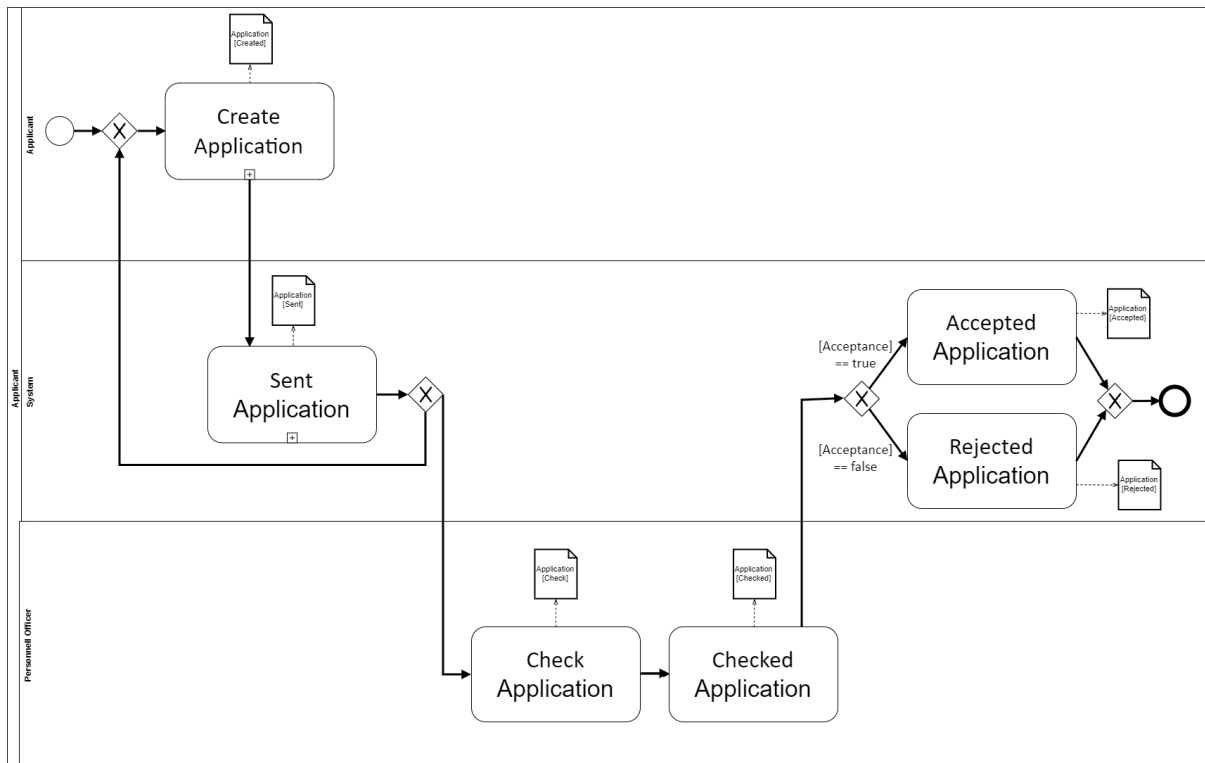 Application
[Created]
Create
Application
Applicant
Application
[Sent]
Sent
Application
Applicant
System
[Acceptance]
== true
Accepted
Application
Application
[Accepted]
[Acceptance]
== false
Rejected
Application
Application
[Rejected]
Application
[Check]
Check
Application
Application
[Checked]
Checked
Application
Personnell Officer